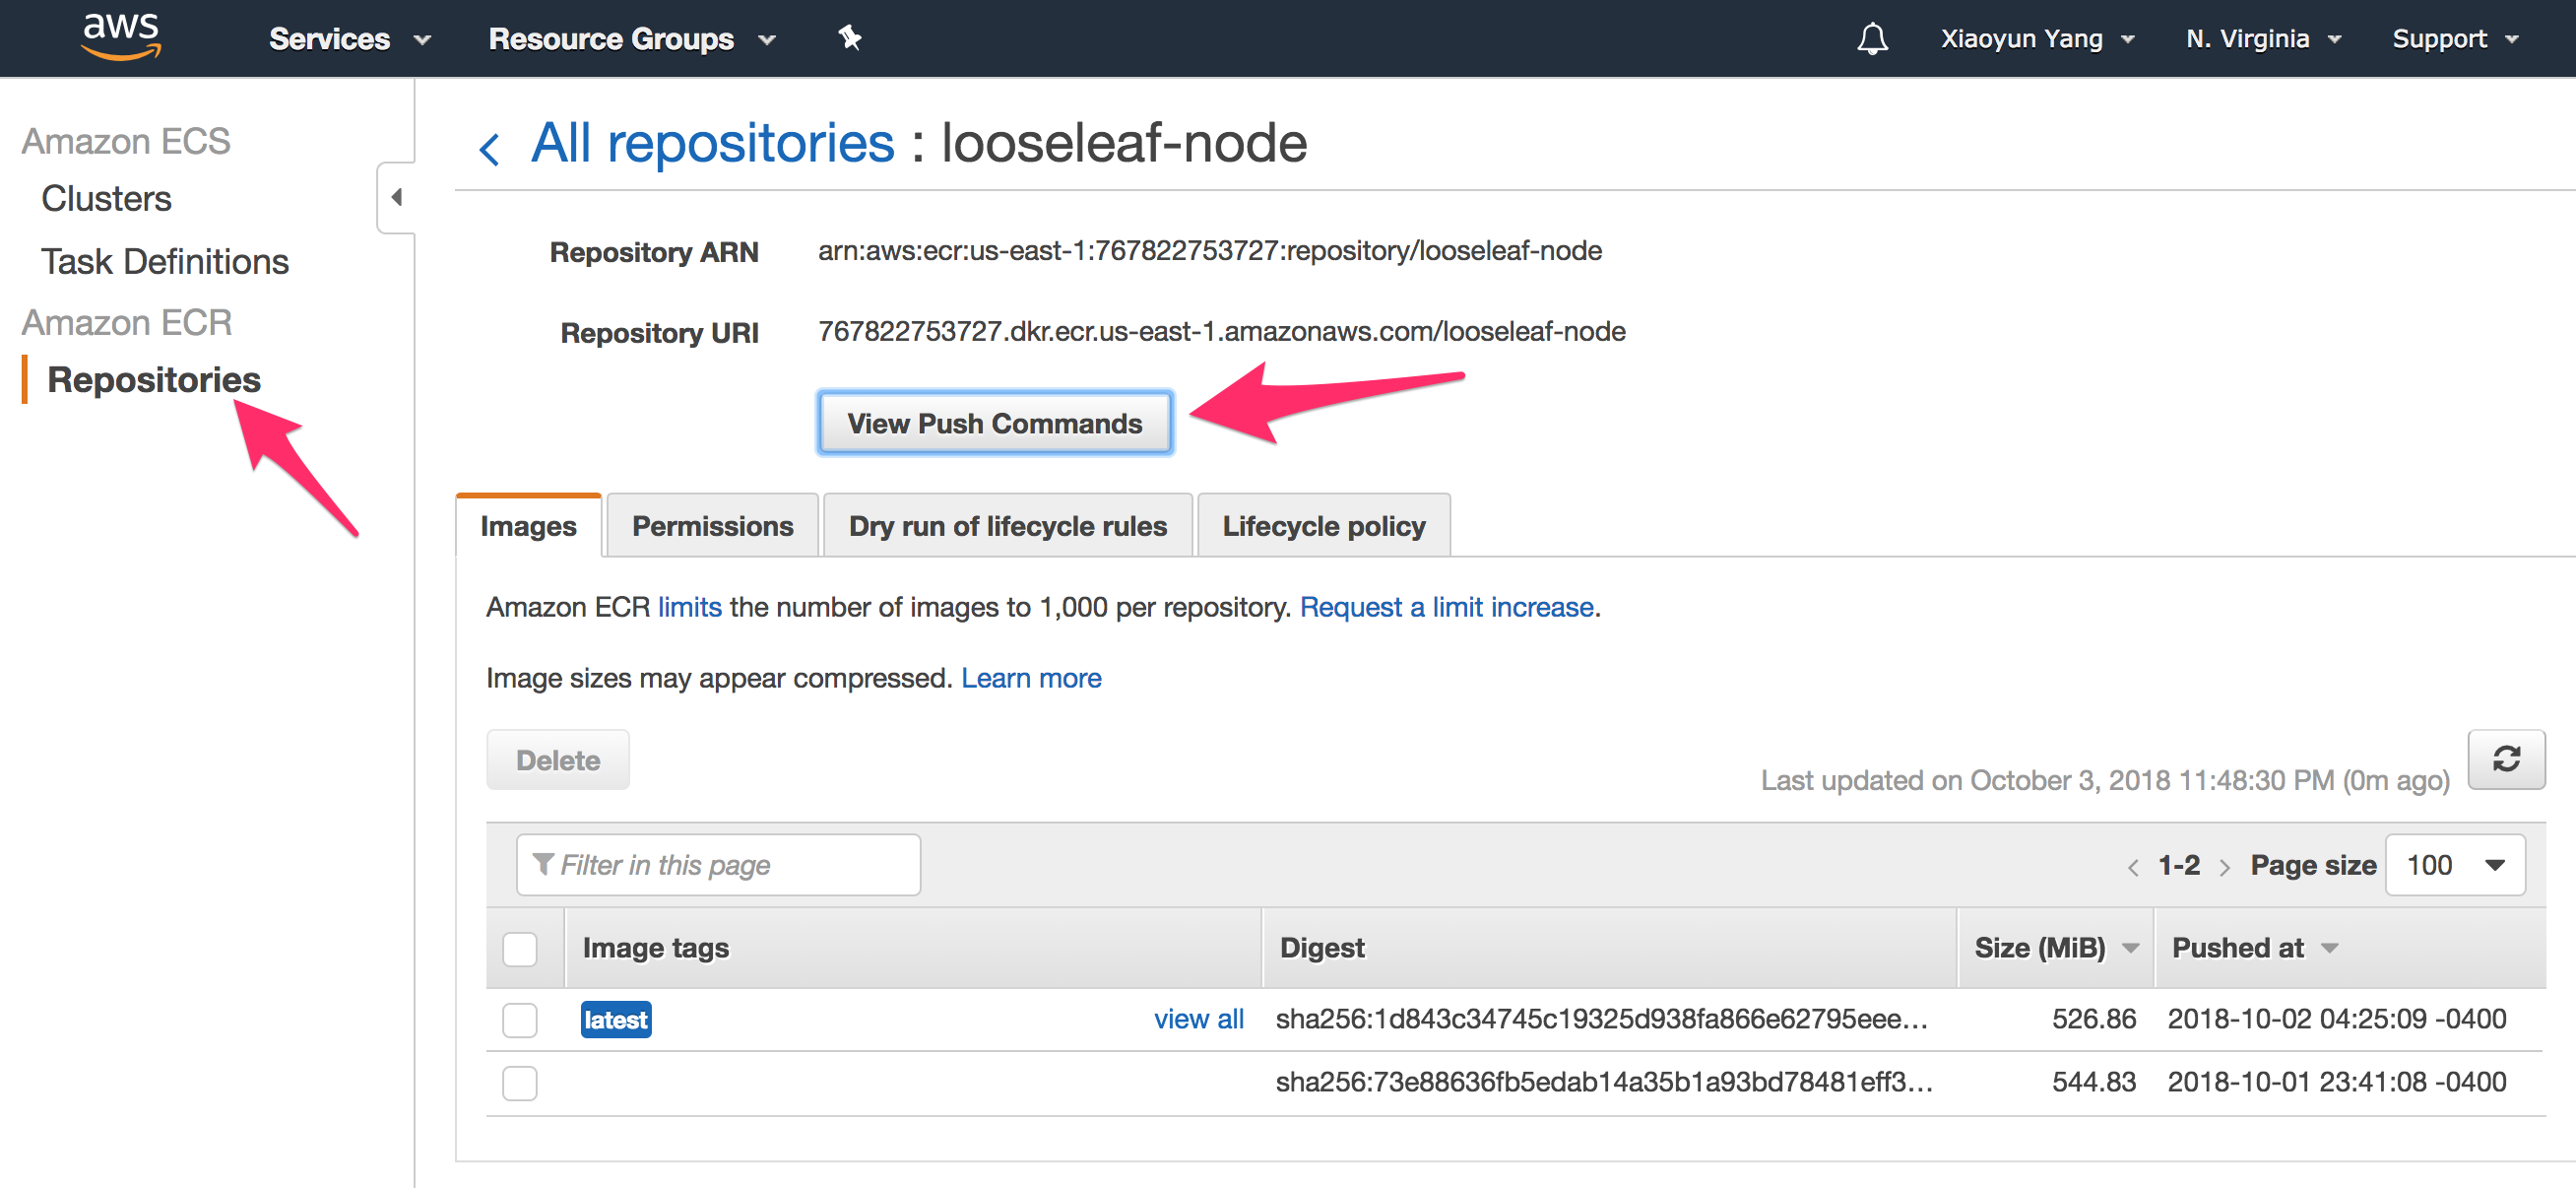 aws Services Resource Groups Xiaoyun Yang N. Virginia Support
Amazon ECS
Clusters
Task Definitions
Amazon ECR
Repositories
All repositories : looseleaf-node
Repository ARN arn:aws:ecr:us-east-1:767822753727:repository/looseleaf-node
Repository URI 767822753727.dkr.ecr.us-east-1.amazonaws.com/looseleaf-node
View Push Commands
Images Permissions Dry run of lifecycle rules Lifecycle policy
Amazon ECR limits the number of images to 1,000 per repository. Request a limit increase.
Image sizes may appear compressed. Learn more
Delete
Last updated on October 3, 2018 11:48:30 PM (0m ago)
Filter in this page < 1-2 > Page size 100
Image tags Digest Size (MiB) Pushed at
latest view all sha256:1d843c34745c19325d938fa866e62795eee... 526.86 2018-10-02 04:25:09 -0400
sha256:73e88636fb5edab14a35b1a93bd78481eff3... 544.83 2018-10-01 23:41:08 -0400